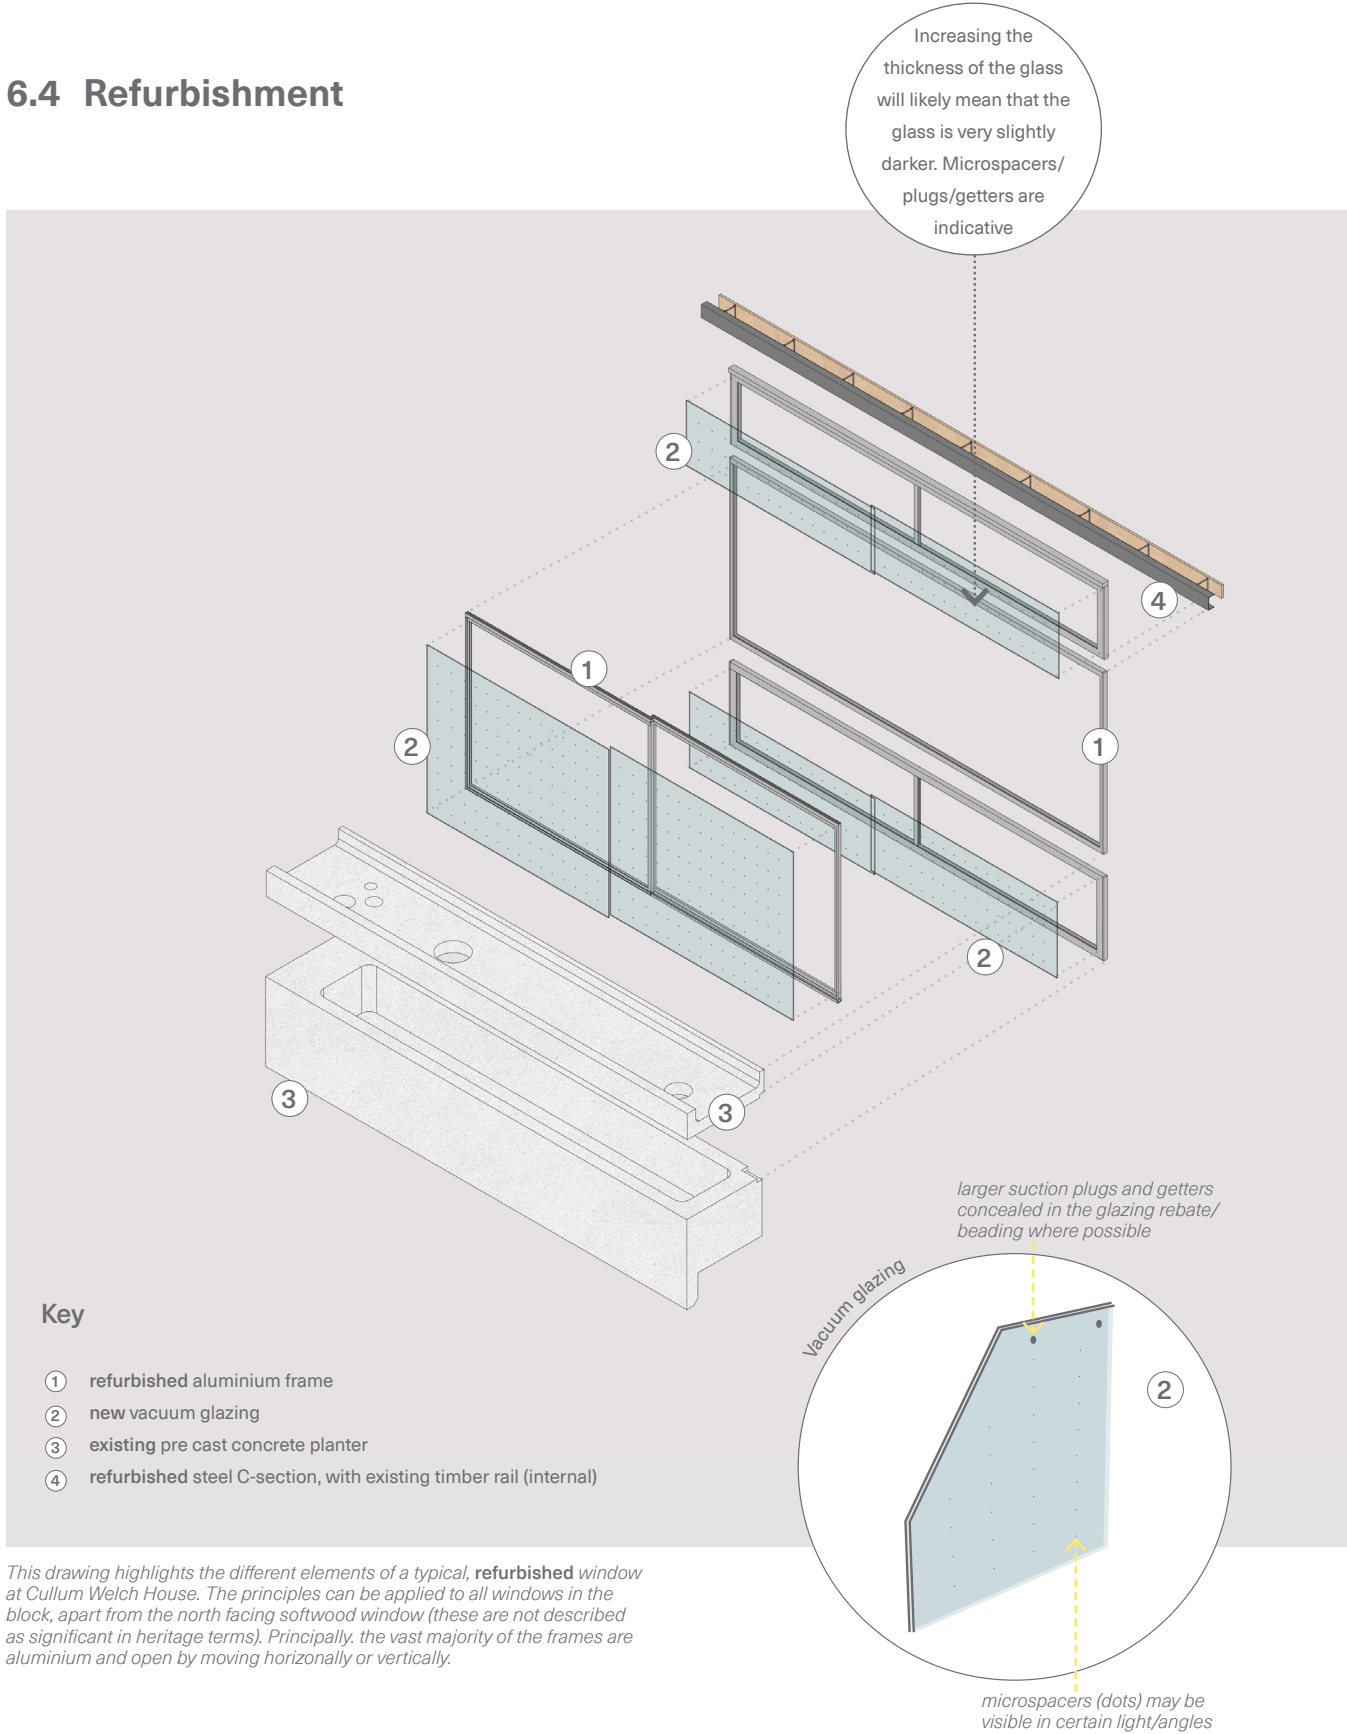 6.4 Refurbishment
Increasing the
thickness of the glass
will likely mean that the
glass is very slightly
darker. Microspacers/
plugs/getters are
indicative
2
4
1
2
1
2
3
3
larger suction plugs and getters
concealed in the glazing rebate/
beading where possible
Vacuum glazing
2
Key
1 refurbished aluminium frame
2 new vacuum glazing
3 existing pre cast concrete planter
4 refurbished steel C-section, with existing timber rail (internal)
This drawing highlights the different elements of a typical, refurbished window
at Cullum Welch House. The principles can be applied to all windows in the
block, apart from the north facing softwood window (these are not described
as significant in heritage terms). Principally. the vast majority of the frames are
aluminium and open by moving horizonally or vertically.
microspacers (dots) may be
visible in certain light/angles